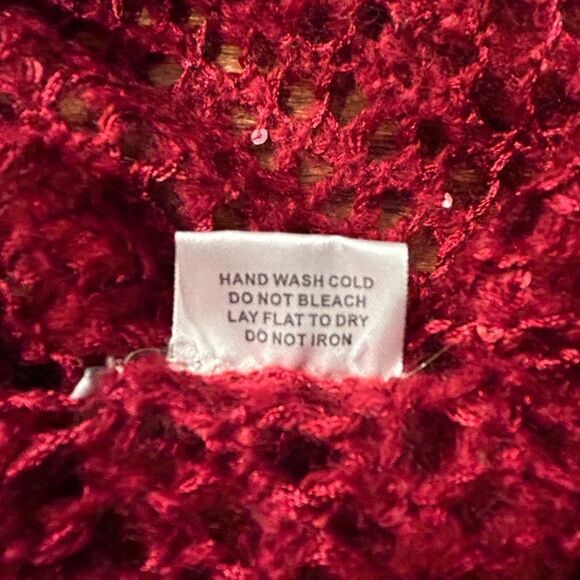 HAND WASH COLD
DO NOT BLEACH
LAY FLAT TO DRY
DO NOT IRON